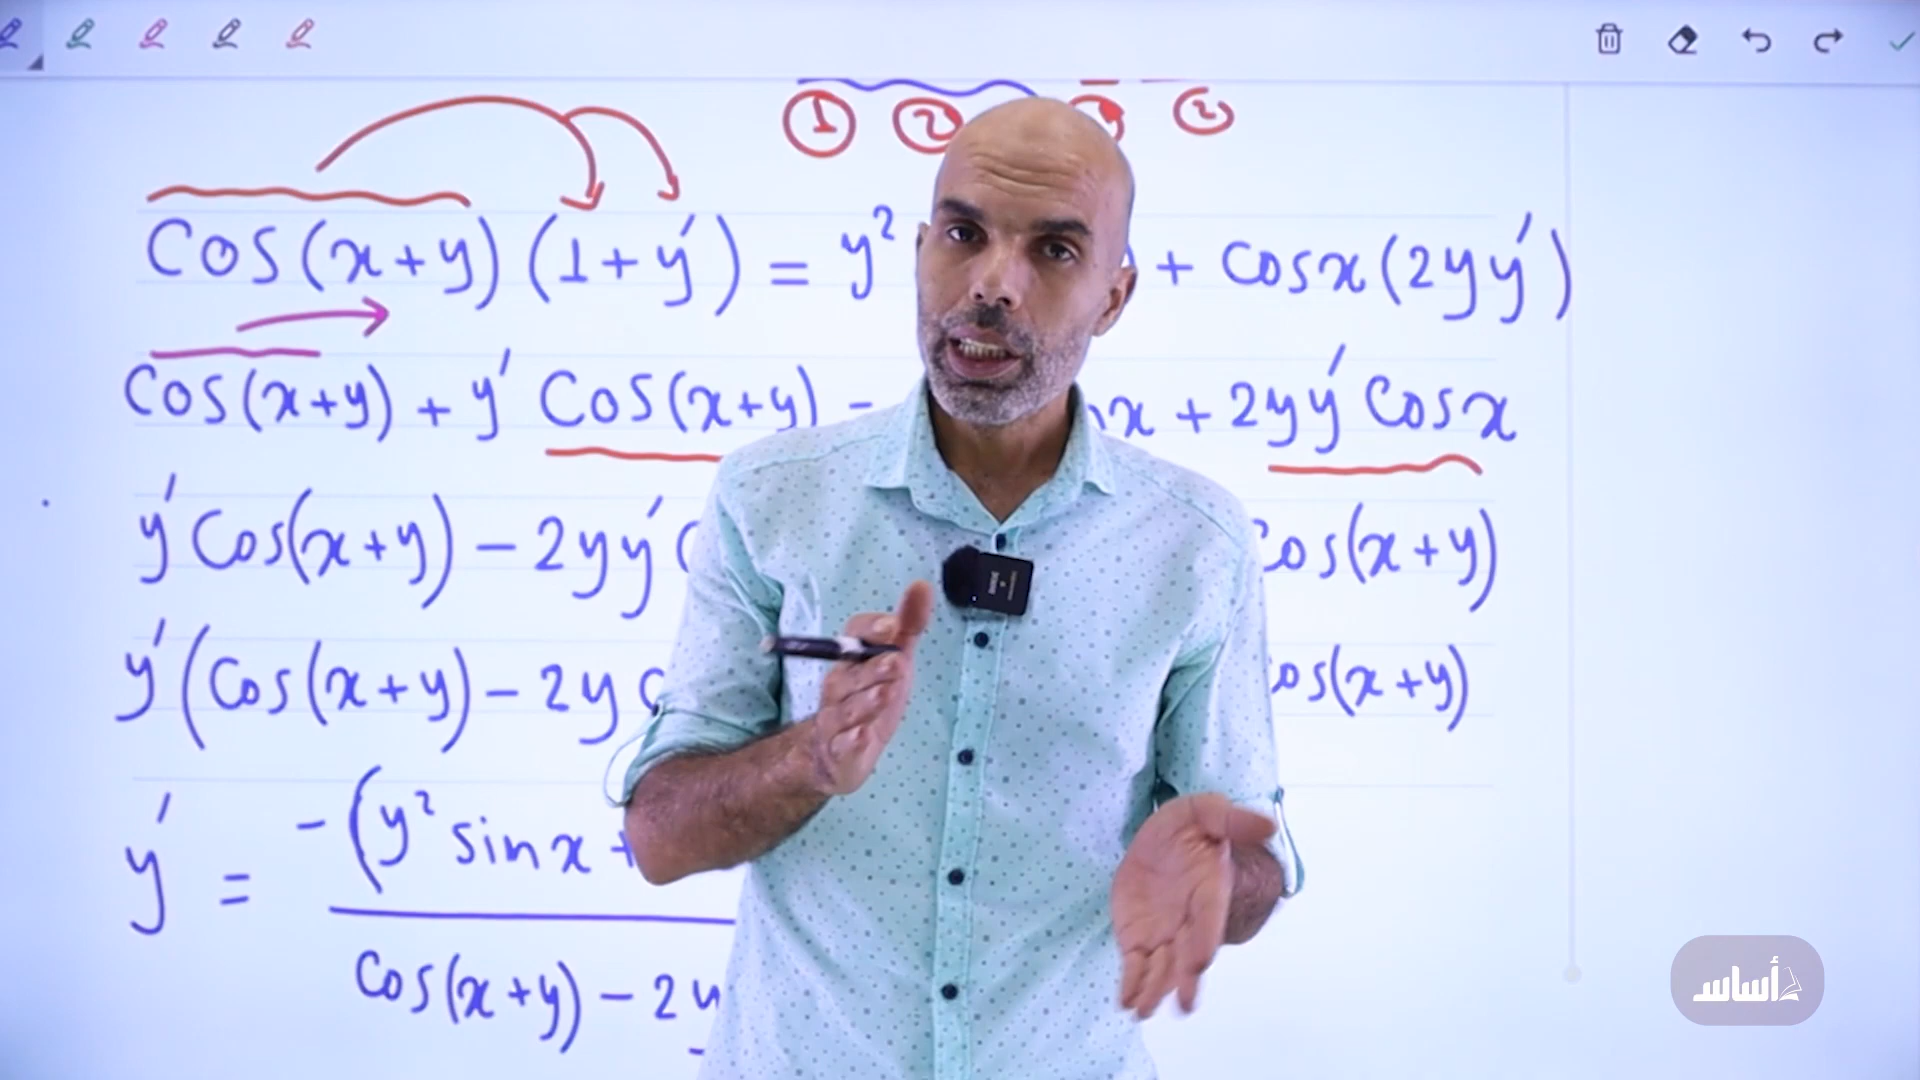 ① ② ②
Cos(x+y)(1+y') = y² + Cosx(2yy')
Cos(x+y) + y' Cos(x+y) = x + 2yy' Cosx
y' Cos(x+y) - 2yy' Cos(x+y)
y'(Cos(x+y) - 2y os(x+y)
y' = -(y² sinx +
Cos(x+y) - 2y
أساس